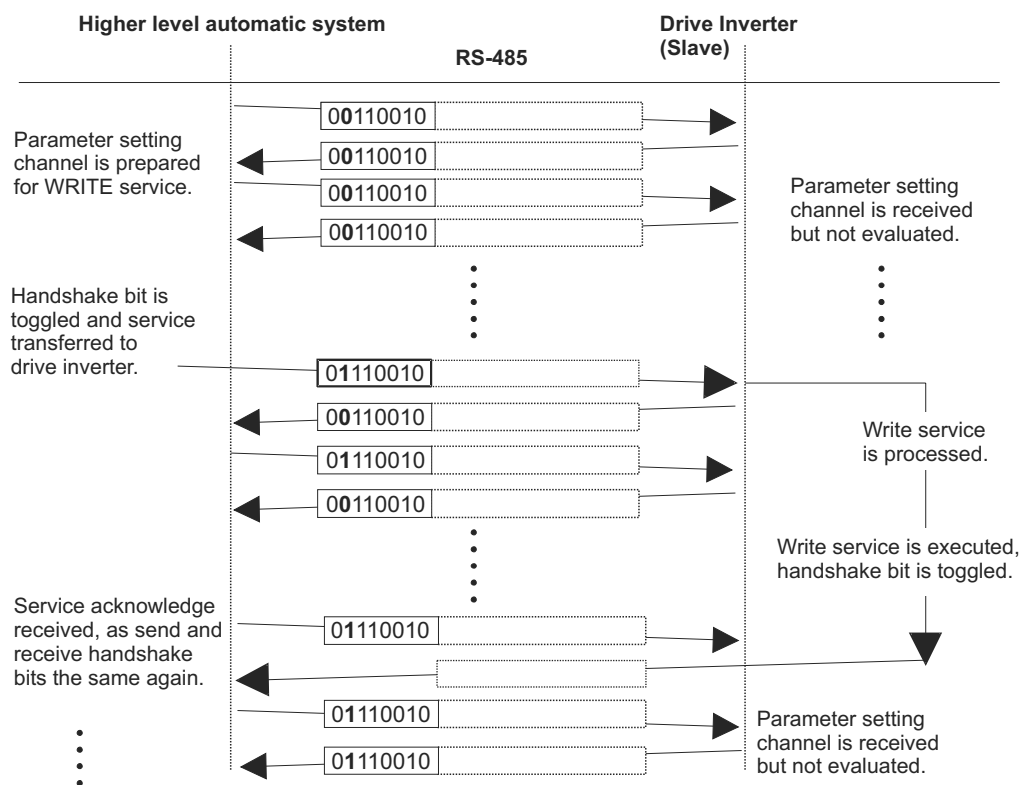 Higher level automatic system
Drive Inverter
(Slave)
RS-485
00110010
Parameter setting
channel is prepared
for WRITE service.
00110010
00110010
00110010
Parameter setting
channel is received
but not evaluated.
Handshake bit is
toggled and service
transferred to
drive inverter.
01110010
00110010
01110010
00110010
Write service
is processed.
Write service is executed,
handshake bit is toggled.
Service acknowledge
received, as send and
receive handshake
bits the same again.
01110010
01110010
01110010
Parameter setting
channel is received
but not evaluated.